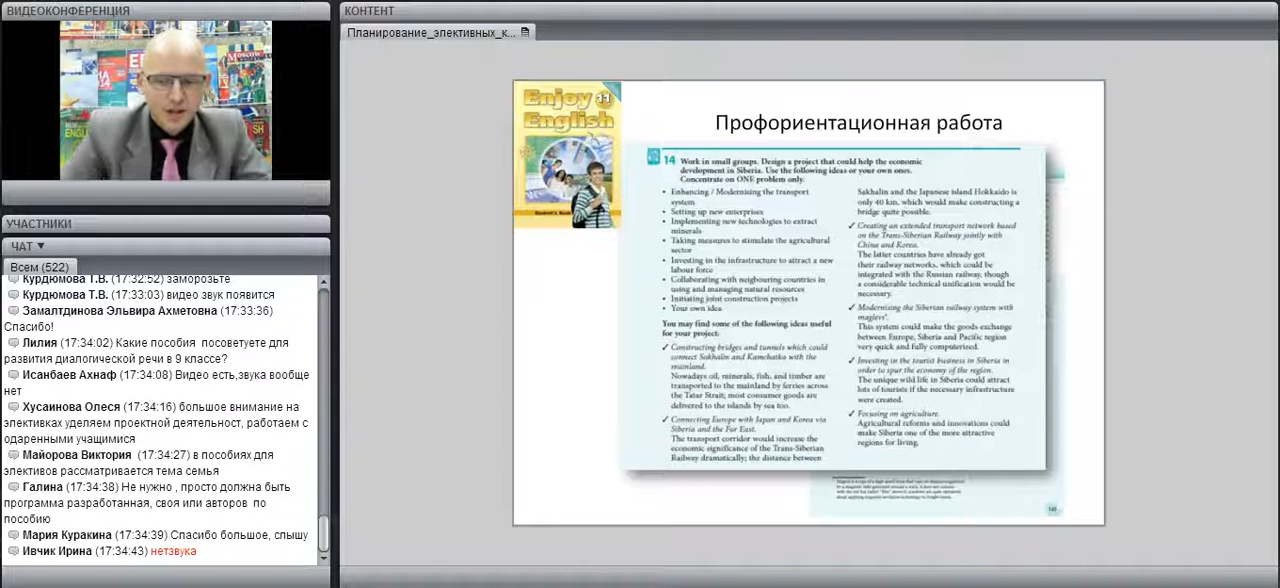 ВИДЕОКОНФЕРЕНЦИЯ
MOSCOW
ENGLI
SH
УЧАСТНИКИ
ЧАТ ▼
Всем (522)
Курдюмова Т.В. (17:32:52) заморозьте
Курдюмова Т.В. (17:33:03) видео звук появится
Замалтдинова Эльвира Ахметовна (17:33:36)
Спасибо!
Лилия (17:34:02) Какие пособия посоветуете для
развития диалогической речи в 9 классе?
Исанбаев Ахнаф (17:34:08) Видео есть,звука вообще
нет
Хусаинова Олеся (17:34:16) большое внимание на
элективках уделяем проектной деятельност, работаем с
одаренными учащимися
Майорова Виктория (17:34:27) в пособиях для
элективов рассматривается тема семья
Галина (17:34:38) Не нужно , просто должна быть
программа разработанная, своя или авторск по
пособию
Мария Куракина (17:34:39) Спасибо большое, слышу
Ивчик Ирина (17:34:43) нетзвука
КОНТЕНТ
Планирование_элективных_к...
Enjoy 11
English
Student's Book
Профориентационная работа
14 Work in small groups. Design a project that could help the economic
development in Siberia. Use the following ideas or your own ones.
Concentrate on ONE problem only.
• Enhancing / Modernising the transport
system
• Setting up new enterprises
• Implementing new technologies to extract
minerals
• Taking measures to stimulate the agricultural
sector
• Investing in the infrastructure to attract a new
labour force
• Collaborating with neighbouring countries in
using and managing natural resources
• Initiating joint construction projects
• Your own idea
You may find some of the following ideas useful
for your project:
✓ Constructing bridges and tunnels which could
connect Sakhalin and Kamchatka with the
mainland.
Nowadays oil, minerals, fish, and timber are
transported to the mainland by ferries across
the Tatar Strait; most consumer goods are
delivered to the islands by sea too.
✓ Connecting Europe with Japan and Korea via
Siberia and the Far East.
The transport corridor would increase the
economic significance of the Trans-Siberian
Railway dramatically; the distance between
Sakhalin and the Japanese island Hokkaido is
only 40 km, which would make constructing a
bridge quite possible.
✓ Creating an extended transport network based
on the Trans-Siberian Railway jointly with
China and Korea.
The latter countries have already got
their railway networks, which could be
integrated with the Russian railway, though
a considerable technical unification would be
necessary.
✓ Modernising the Siberian railway system with
maglevs*.
This system could make the goods exchange
between Europe, Siberia and Pacific region
very quick and fully computerized.
✓ Investing in the tourist business in Siberia in
order to spur the economy of the region.
The unique wild life in Siberia could attract
lots of tourists if the necessary infrastructure
were created.
✓ Focusing on agriculture.
Agricultural reforms and innovations could
make Siberia one of the more attractive
regions for living.